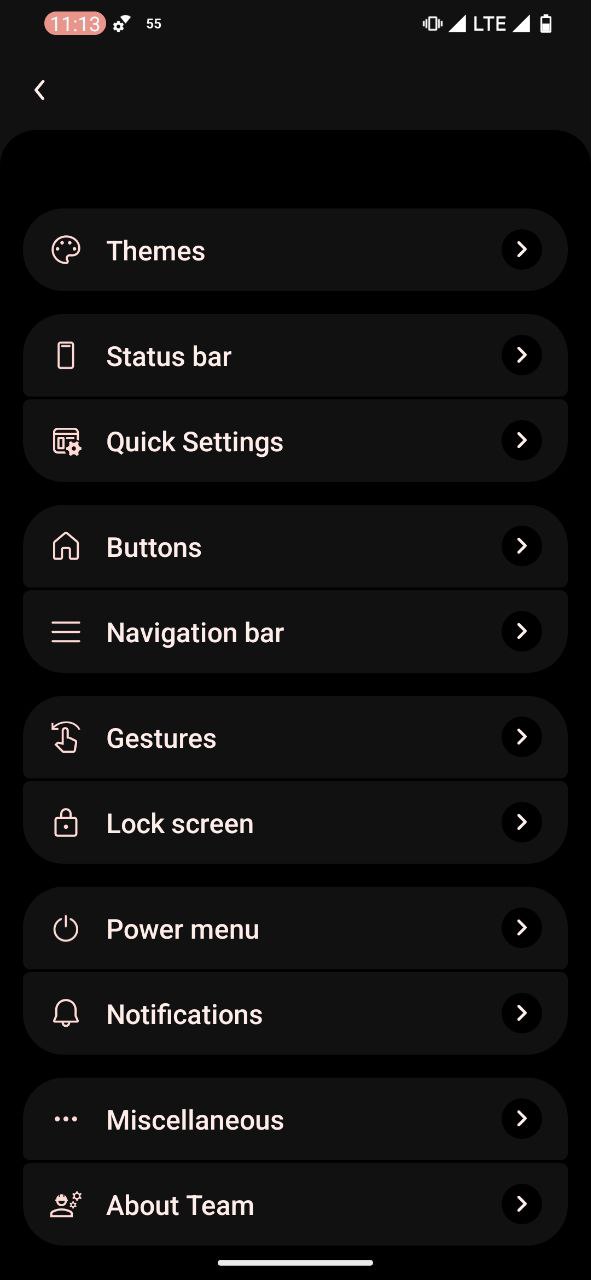 11:13 55 LTE
Themes
Status bar
Quick Settings
Buttons
Navigation bar
Gestures
Lock screen
Power menu
Notifications
Miscellaneous
About Team